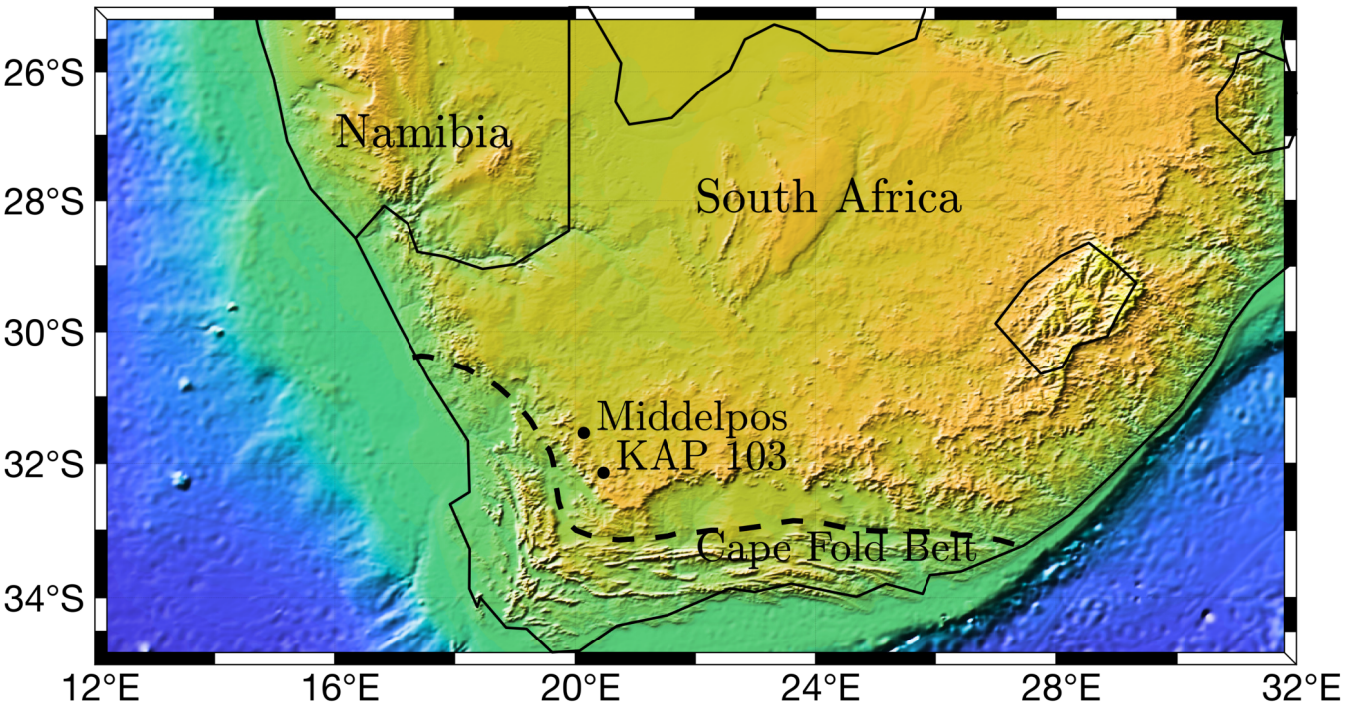 26°S
Namibia
28°S
South Africa
30°S
Middelpos
KAP 103
32°S
Cape Fold Belt
34°S
12°E 16°E 20°E 24°E 28°E 32°E